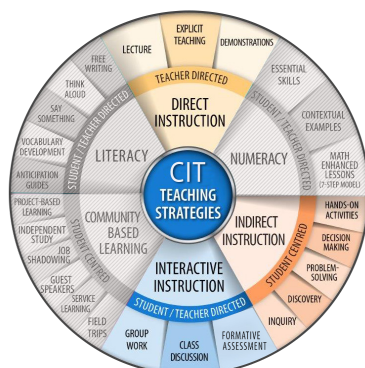 CIT
TEACHING
STRATEGIES
DIRECT
INSTRUCTION
TEACHER DIRECTED
LECTURE
EXPLICIT
TEACHING
DEMONSTRATIONS
NUMERACY
STUDENT / TEACHER DIRECTED
ESSENTIAL
SKILLS
CONTEXTUAL
EXAMPLES
MATH
ENHANCED
LESSONS
(7-STEP MODEL)
INDIRECT
INSTRUCTION
STUDENT CENTRED
HANDS-ON
ACTIVITIES
DECISION
MAKING
PROBLEM-
SOLVING
DISCOVERY
INQUIRY
INTERACTIVE
INSTRUCTION
STUDENT / TEACHER DIRECTED
FORMATIVE
ASSESSMENT
CLASS
DISCUSSION
GROUP
WORK
COMMUNITY
BASED
LEARNING
STUDENT CENTRED
FIELD
TRIPS
SERVICE
LEARNING
GUEST
SPEAKERS
JOB
SHADOWING
INDEPENDENT
STUDY
PROJECT-BASED
LEARNING
LITERACY
STUDENT / TEACHER DIRECTED
ANTICIPATION
GUIDES
VOCABULARY
DEVELOPMENT
SAY
SOMETHING
THINK
ALOUD
FREE
WRITING